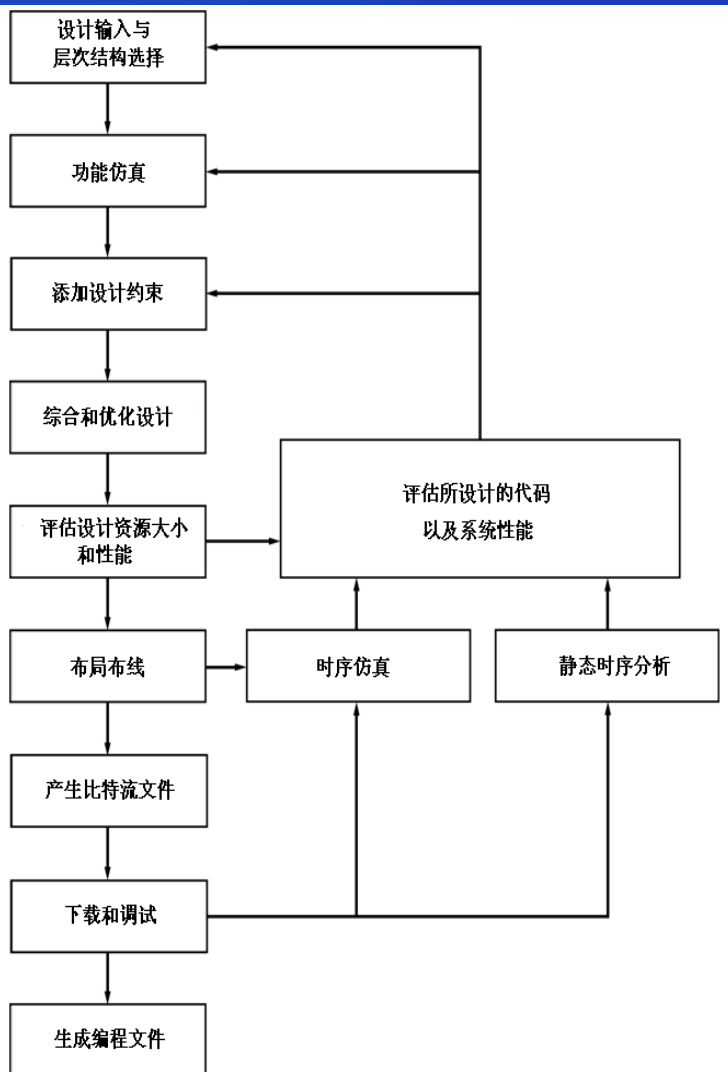 设计输入与
层次结构选择
功能仿真
添加设计约束
综合和优化设计
评估设计资源大小
和性能
评估所设计的代码
以及系统性能
布局布线
时序仿真
静态时序分析
产生比特流文件
下载和调试
生成编程文件